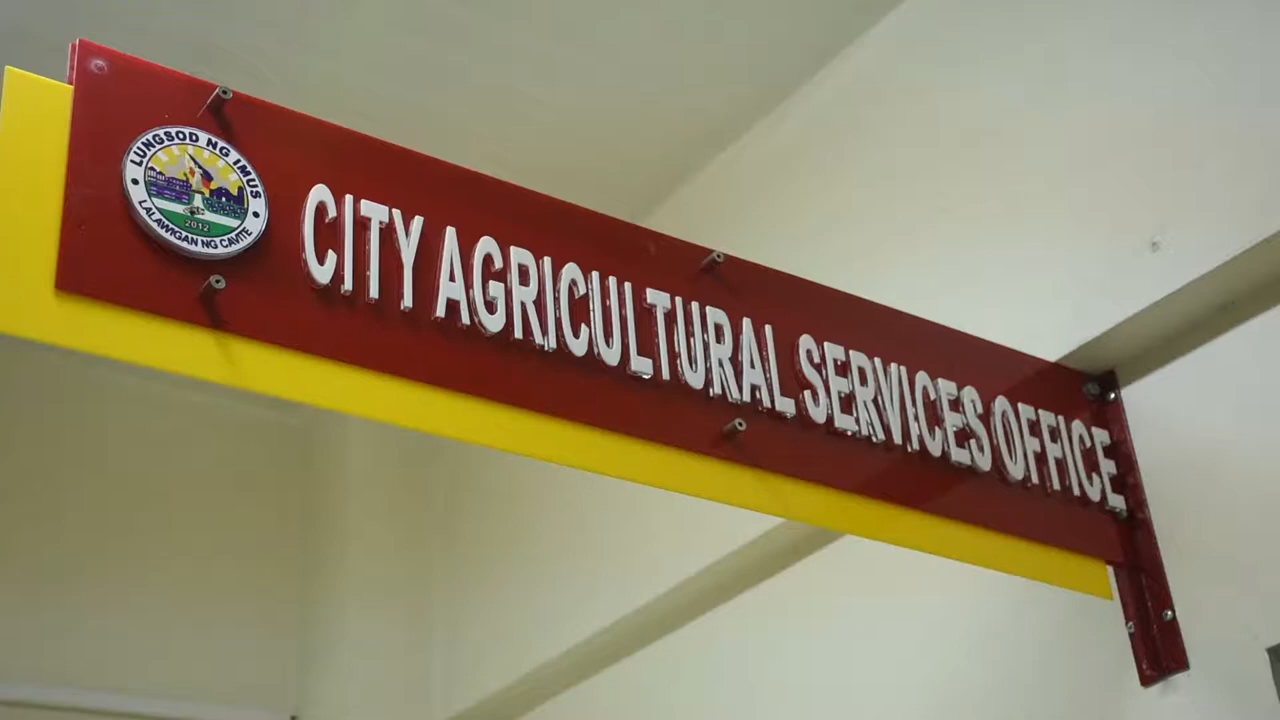 LUNGSOD NG IMUS
2012
LALAWIGAN NG CAVITE
CITY AGRICULTURAL SERVICES OFFICE